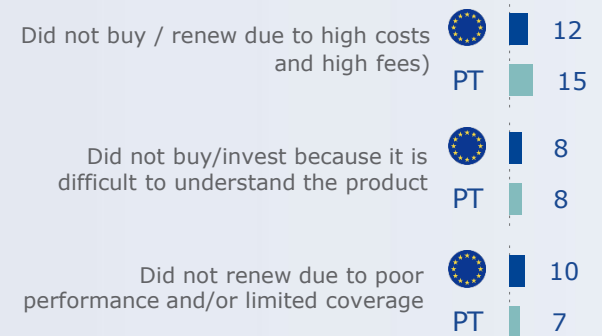 Did not buy / renew due to high costs
and high fees)
12
PT 15
Did not buy/invest because it is
difficult to understand the product
8
PT 8
Did not renew due to poor
performance and/or limited coverage
10
PT 7